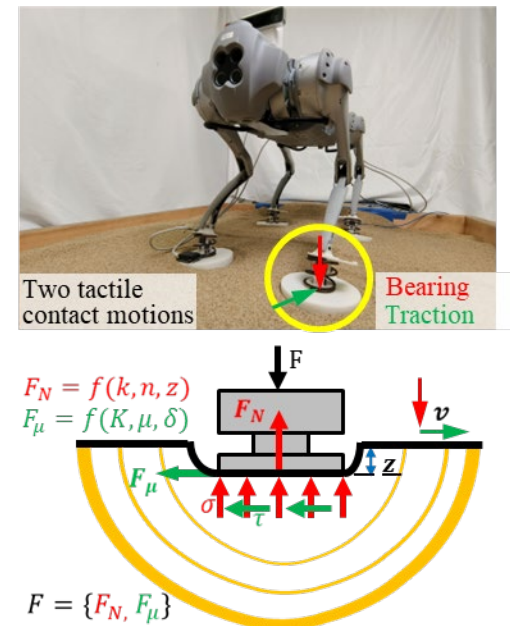 Two tactile
contact motions
Bearing
Traction
F
F_N = f(k, n, z)
F_μ = f(K, μ, δ)
F_N
v
z
F_μ
σ
τ
F = {F_N, F_μ}